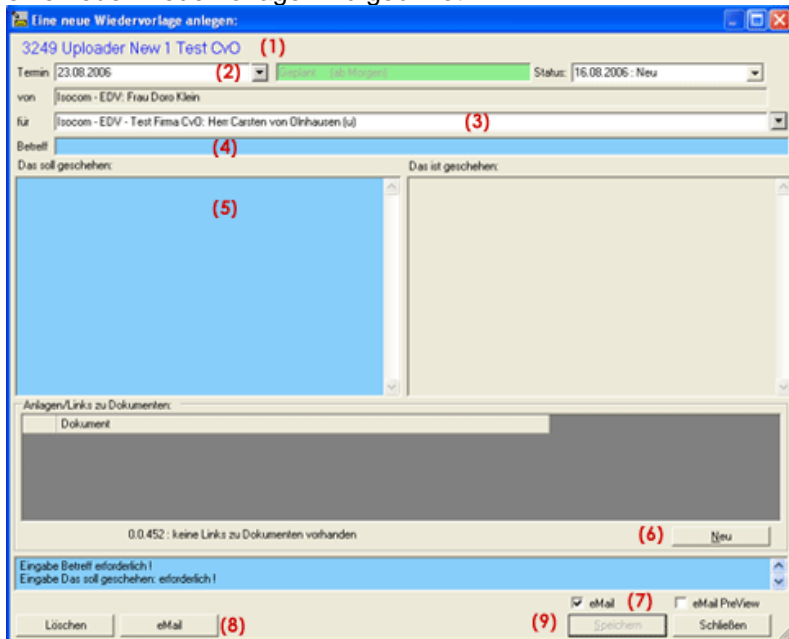 Eine neue Wiedervorlage anlegen:
3249 Uploader New 1 Test CvO (1)
Termin 23.08.2006 (2) Geplant (ab Morgen) Status: 16.08.2006 : Neu
von Isocom - EDV: Frau Doro Klein
für Isocom - EDV - Test Firma CvO: Herr Carsten von Olnhausen (u) (3)
Betreff (4)
Das soll geschehen: Das ist geschehen:
(5)
Anlagen/Links zu Dokumenten:
Dokument
0.0.452 : keine Links zu Dokumenten vorhanden (6) Neu
Eingabe Betreff erforderlich !
Eingabe Das soll geschehen: erforderlich !
eMail (7) eMail PreView
Löschen eMail (8) (9) Speichern Schließen